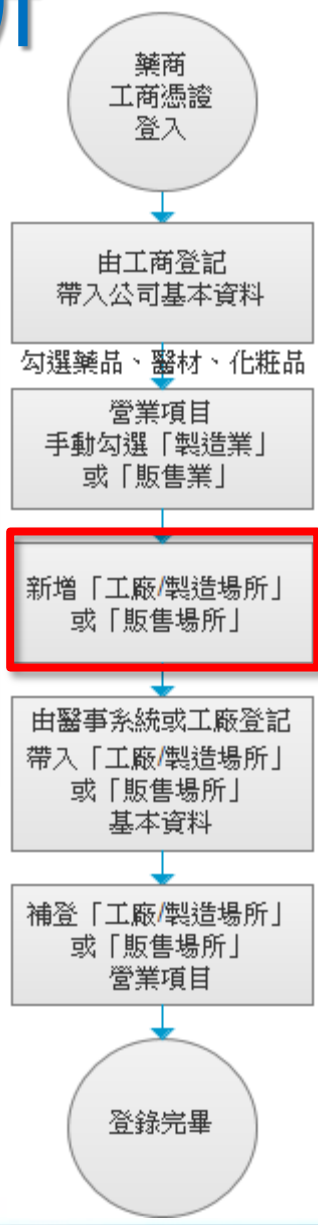 藥商
工商憑證
登入
由工商登記
帶入公司基本資料
勾選藥品、醫材、化粧品
營業項目
手動勾選「製造業」
或「販售業」
新增「工廠/製造場所」
或「販售場所」
由醫事系統或工廠登記
帶入「工廠/製造場所」
或「販售場所」
基本資料
補登「工廠/製造場所」
或「販售場所」
營業項目
登錄完畢